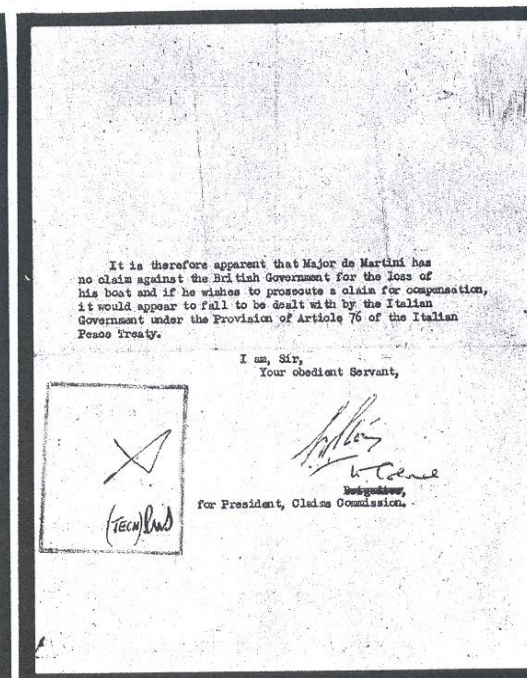 It is therefore apparent that Major de Martini has
no claim against the British Government for the loss of
his boat and if he wishes to prosecute a claim for compensation,
it would appear to fall to be dealt with by the Italian
Government under the Provision of Article 76 of the Italian
Peace Treaty.
I am, Sir,
Your obedient Servant,
Lt. Colonel
Brigadier,
for President, Claims Commission.
(TECH)